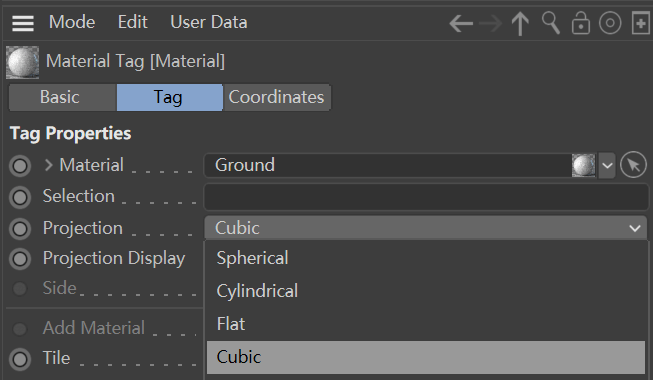 Mode Edit User Data
Material Tag [Material]
Basic Tag Coordinates
Tag Properties
Material Ground
Selection
Projection Cubic
Projection Display
Spherical
Side
Cylindrical
Add Material
Flat
Tile
Cubic